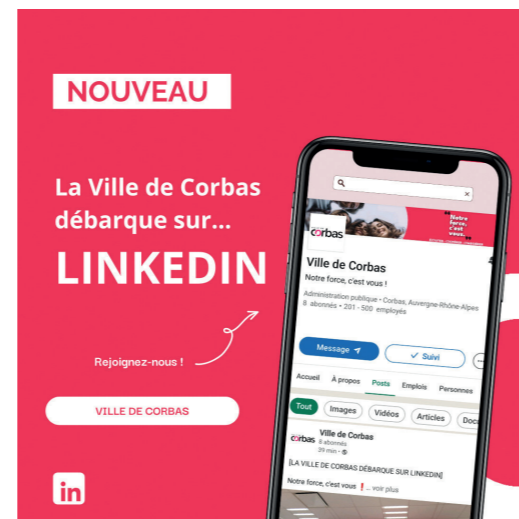 NOUVEAU
La Ville de Corbas
débarque sur...
LINKEDIN
Rejoignez-nous !
VILLE DE CORBAS
in
corbas
"Notre
force,
c'est
vous...
Ville de Corbas
Notre force, c'est vous !
Administration publique • Corbas, Auvergne-Rhône-Alpes
8 abonnés • 201 - 500 employés
Message
✓ Suivi
Accueil À propos Posts Emplois Personnes
Tout Images Vidéos Articles Docu
corbas
Ville de Corbas
8 abonnés
39 min •
[LA VILLE DE CORBAS DÉBARQUE SUR LINKEDIN]
Notre force, c'est vous ❗ ... voir plus